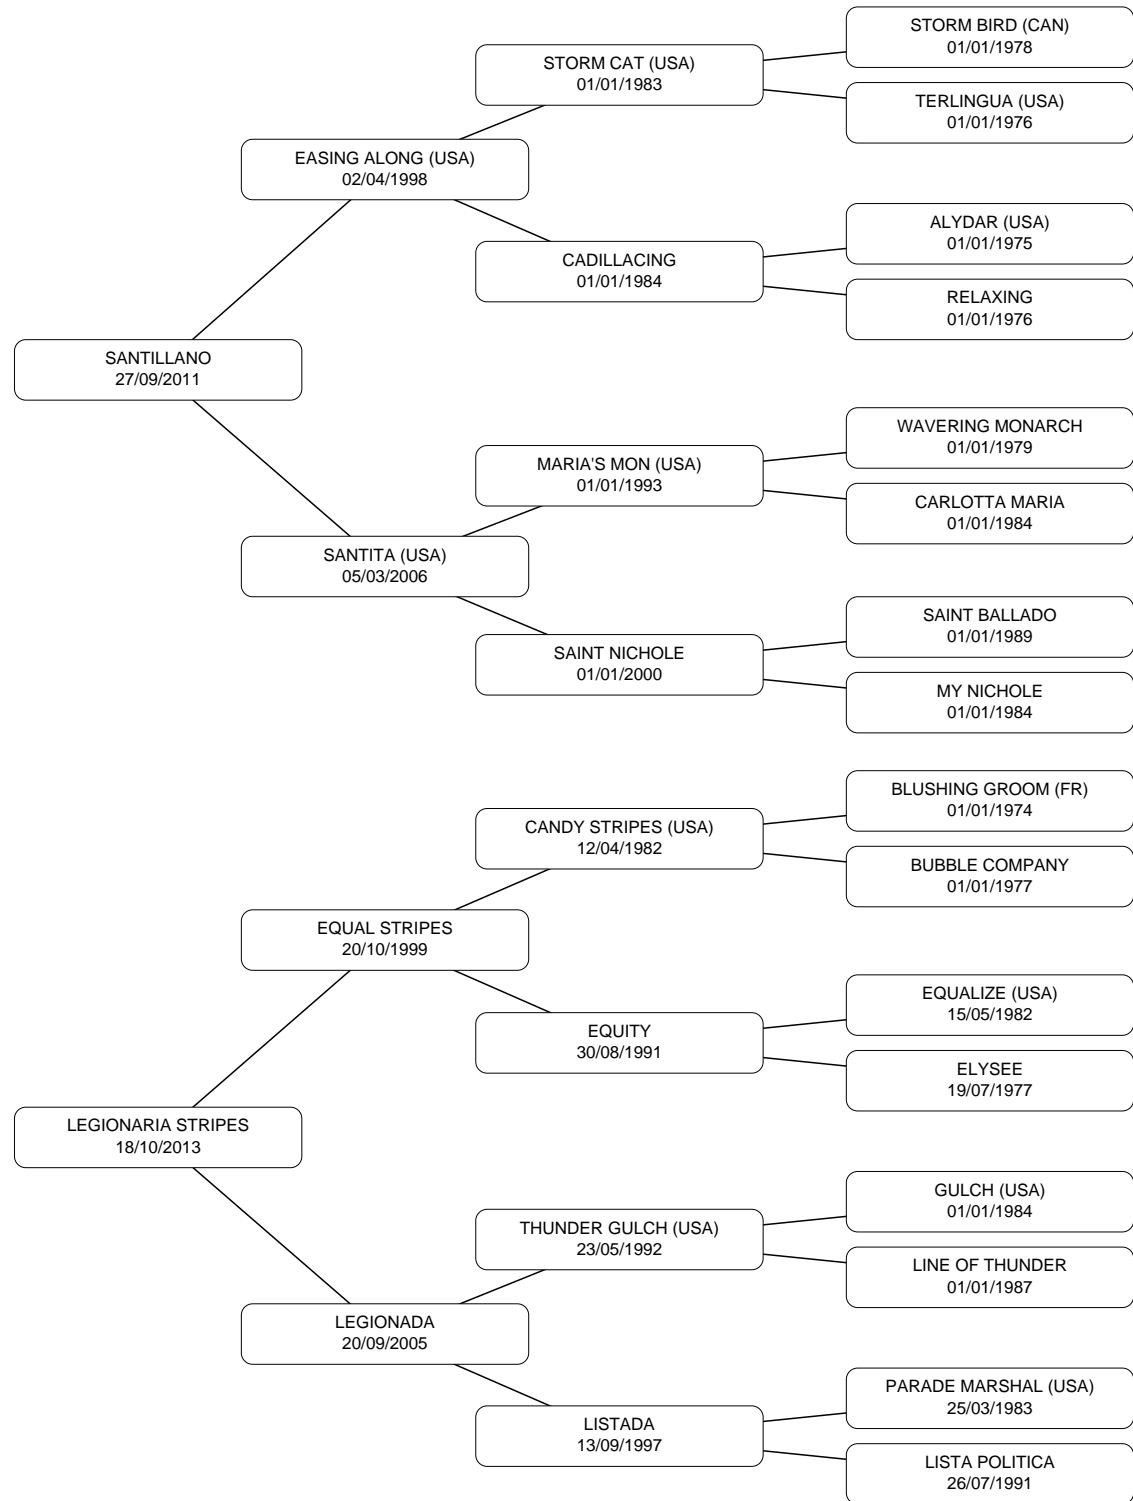 STORM BIRD (CAN)
01/01/1978
STORM CAT (USA)
01/01/1983
TERLINGUA (USA)
01/01/1976
EASING ALONG (USA)
02/04/1998
ALYDAR (USA)
01/01/1975
CADILLACING
01/01/1984
RELAXING
01/01/1976
SANTILLANO
27/09/2011
WAVERING MONARCH
01/01/1979
MARIA'S MON (USA)
01/01/1993
CARLOTTA MARIA
01/01/1984
SANTITA (USA)
05/03/2006
SAINT BALLADO
01/01/1989
SAINT NICHOLE
01/01/2000
MY NICHOLE
01/01/1984
BLUSHING GROOM (FR)
01/01/1974
CANDY STRIPES (USA)
12/04/1982
BUBBLE COMPANY
01/01/1977
EQUAL STRIPES
20/10/1999
EQUALIZE (USA)
15/05/1982
EQUITY
30/08/1991
ELYSEE
19/07/1977
LEGIONARIA STRIPES
18/10/2013
GULCH (USA)
01/01/1984
THUNDER GULCH (USA)
23/05/1992
LINE OF THUNDER
01/01/1987
LEGIONADA
20/09/2005
PARADE MARSHAL (USA)
25/03/1983
LISTADA
13/09/1997
LISTA POLITICA
26/07/1991